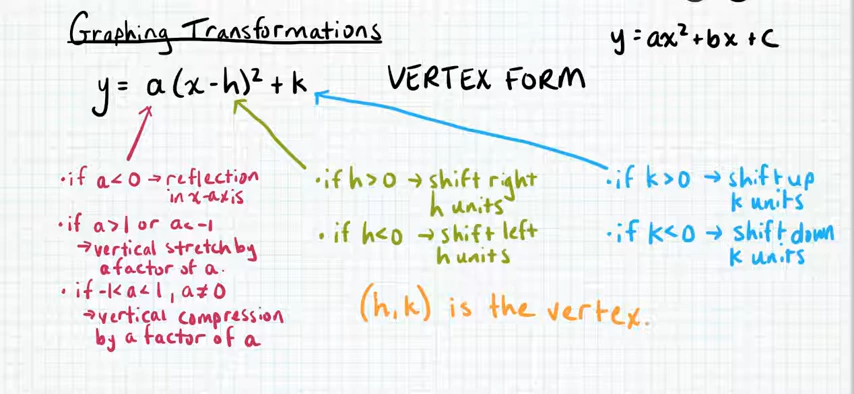 Graphing Transformations
y = ax² + bx + c
y = a(x-h)² + k
VERTEX FORM
• if a < 0 → reflection
in x-axis
• if a > 1 or a < -1
→ vertical stretch by
a factor of a.
• if -1 < a < 1, a ≠ 0
→ vertical compression
by a factor of a
• if h > 0 → shift right
h units
• if h < 0 → shift left
h units
• if k > 0 → shift up
k units
• if k < 0 → shift down
k units
(h, k) is the vertex.